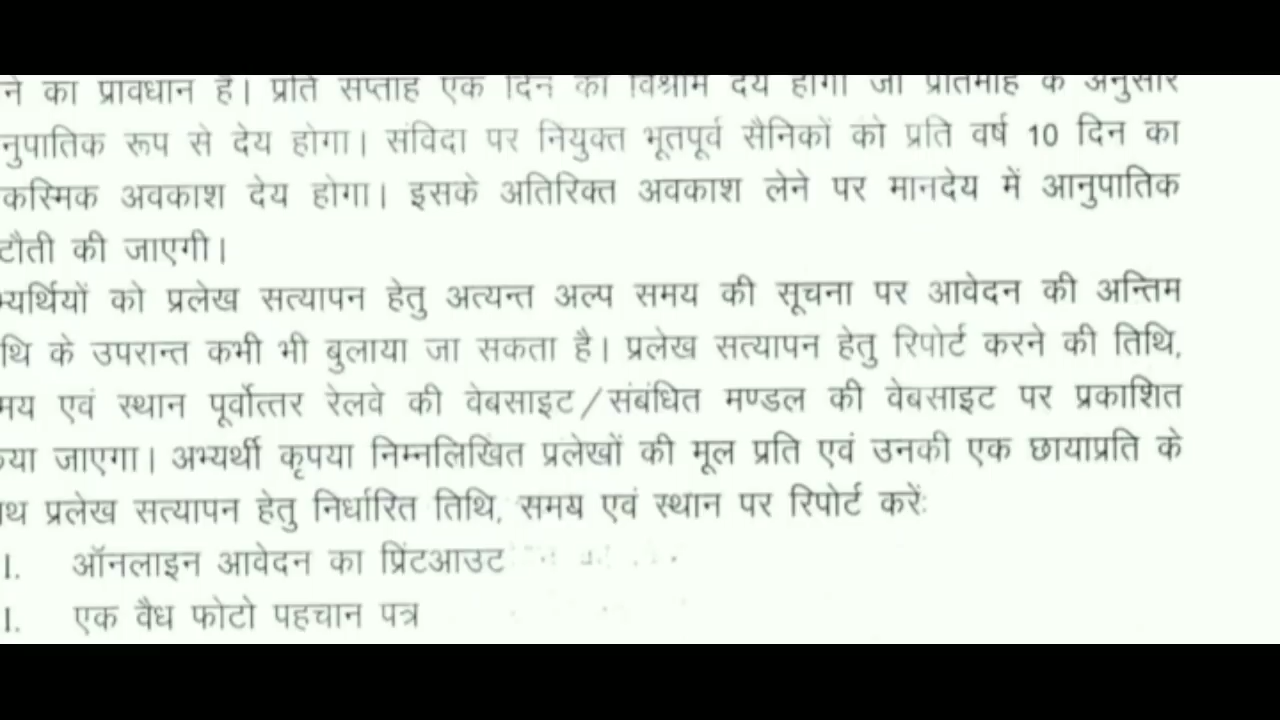 ने का प्रावधान है। प्रति सप्ताह एक दिन का विश्राम देय होगा जो प्रतिमाह के अनुसार
नुपातिक रूप से देय होगा। संविदा पर नियुक्त भूतपूर्व सैनिकों को प्रति वर्ष 10 दिन का
कस्मिक अवकाश देय होगा। इसके अतिरिक्त अवकाश लेने पर मानदेय में आनुपातिक
टौती की जाएगी।
भ्यर्थियों को प्रलेख सत्यापन हेतु अत्यन्त अल्प समय की सूचना पर आवेदन की अन्तिम
थि के उपरान्त कभी भी बुलाया जा सकता है। प्रलेख सत्यापन हेतु रिपोर्ट करने की तिथि,
मय एवं स्थान पूर्वोत्तर रेलवे की वेबसाइट/संबंधित मण्डल की वेबसाइट पर प्रकाशित
या जाएगा। अभ्यर्थी कृपया निम्नलिखित प्रलेखों की मूल प्रति एवं उनकी एक छायाप्रति के
थ प्रलेख सत्यापन हेतु निर्धारित तिथि, समय एवं स्थान पर रिपोर्ट करें:
I. ऑनलाइन आवेदन का प्रिंटआउट
I. एक वैध फोटो पहचान पत्र